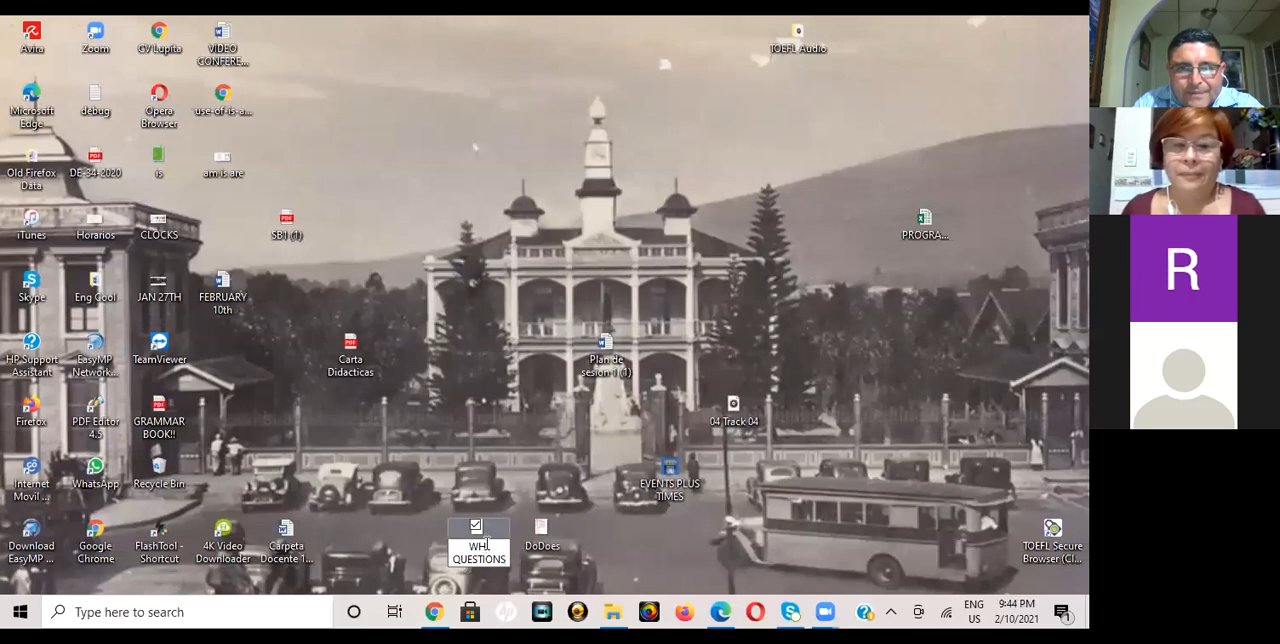 Avira
Zoom
CV Lupita
VIDEO
CONFERE...
TOEFL Audio
Microsoft
Edge
debug
Opera
Browser
use-of-is-a...
Old Firefox
Data
DE-34-2020
is
am is are
iTunes
Horarios
CLOCKS
SB1 (1)
PROGRA...
Skype
Eng Cool
JAN 27TH
FEBRUARY
10th
HP Support
Assistant
EasyMP
Network...
TeamViewer
Carta
Didacticas
Plan de
sesion 1 (1)
Firefox
PDF Editor
4.5
GRAMMAR
BOOK!!
04 Track 04
Internet
Movil ...
WhatsApp
Recycle Bin
EVENTS PLUS
TIMES
Download
EasyMP ...
Google
Chrome
FlashTool -
Shortcut
4K Video
Downloader
Carpeta
Docente 1...
WH
QUESTIONS
DoDoes
TOEFL Secure
Browser (Cl...
Type here to search
ENG
US
9:44 PM
2/10/2021
1
R